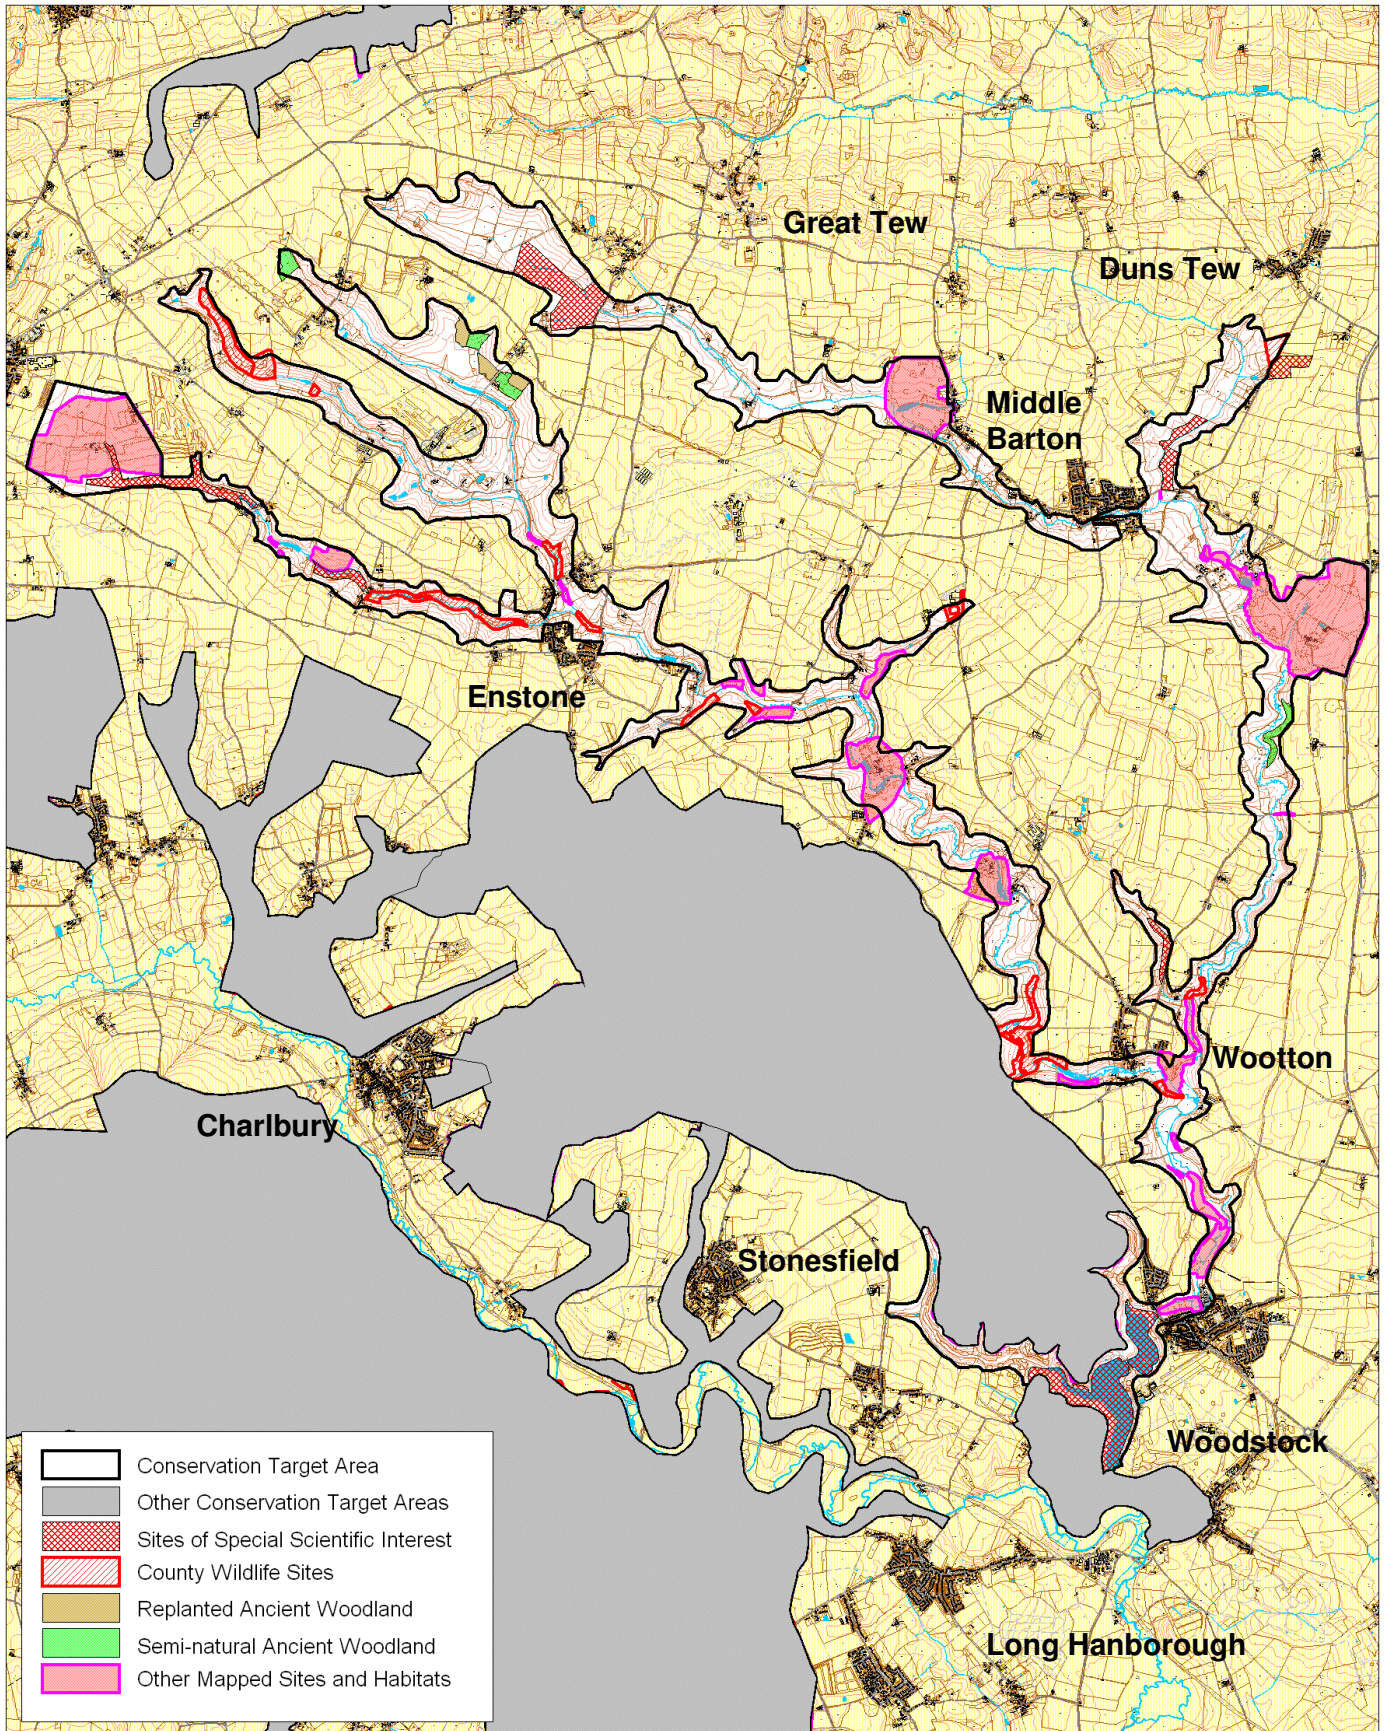 Great Tew
Duns Tew
Middle
Barton
Enstone
Wootton
Charlbury
Stonesfield
Woodstock
Long Hanborough
Conservation Target Area
Other Conservation Target Areas
Sites of Special Scientific Interest
County Wildlife Sites
Replanted Ancient Woodland
Semi-natural Ancient Woodland
Other Mapped Sites and Habitats